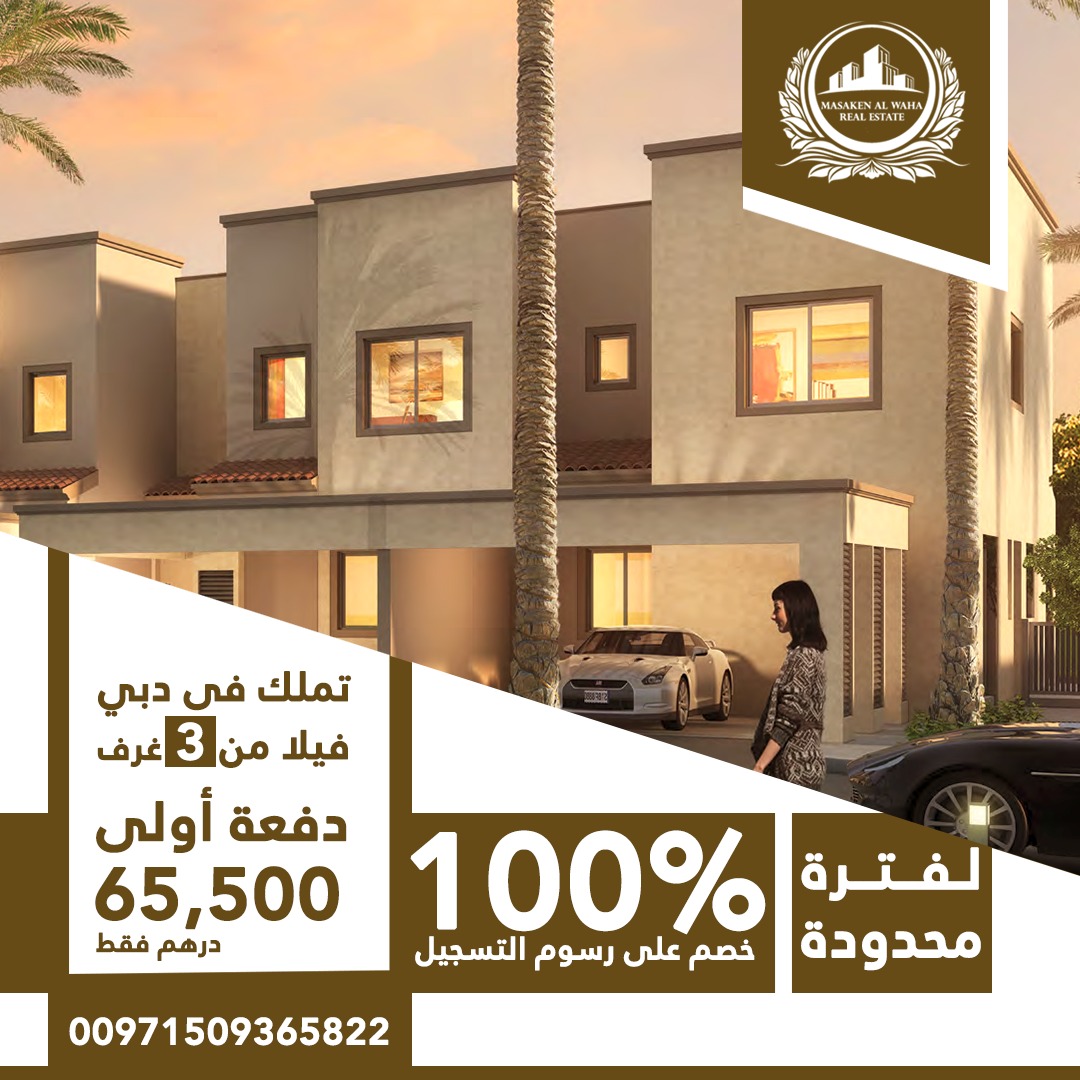 MASAKEN AL WAHA
REAL ESTATE
تملك فى دبي
فيلا من 3 غرف
دفعة أولى
65,500
درهم فقط
100%
خصم على رسوم التسجيل
لفتـرة
محدودة
00971509365822